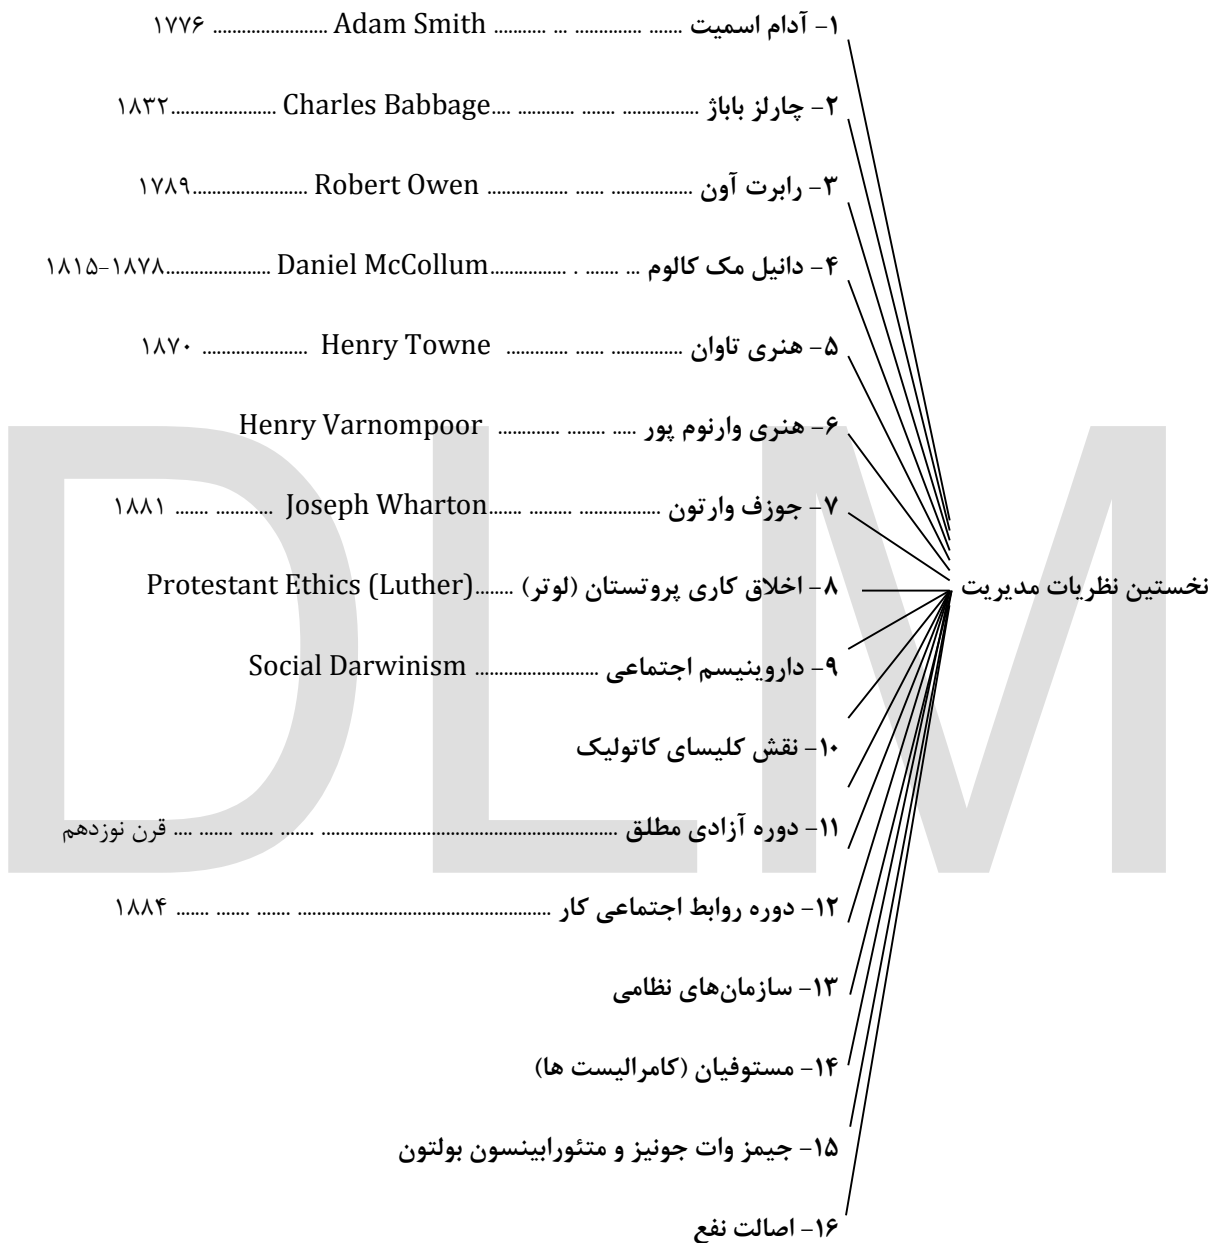 ۱- آدام اسمیت ....... .............. ... ........... Adam Smith ........................ ۱۷۷۶
۲- چارلز باباژ ................ ....... ............ .... Charles Babbage ...................... ۱۸۳۲
۳- رابرت آون ................. ...... ................. Robert Owen ........................ ۱۷۸۹
۴- دانیل مک کالوم ... ....... . ................ Daniel McCollum ...................... ۱۸۱۵-۱۸۷۸
۵- هنری تاوان ............... ...... ............. Henry Towne ...................... ۱۸۷۰
۶- هنری وارنوم پور ..... ........ ............. Henry Varnompoor
۷- جوزف وارتون ................. ......... ....... Joseph Wharton ............ ....... ۱۸۸۱
۸- اخلاق کاری پروتستان (لوتر) ........ Protestant Ethics (Luther)
نخستین نظریات مدیریت
۹- داروینیسم اجتماعی .......................... Social Darwinism
۱۰- نقش کلیسای کاتولیک
۱۱- دوره آزادی مطلق .............................................................. ....... ....... ....... .... قرن نوزدهم
۱۲- دوره روابط اجتماعی کار ..................................................... ....... ....... ....... ....... ۱۸۸۴
۱۳- سازمان‌های نظامی
۱۴- مستوفیان (کامرالیست ها)
۱۵- جیمز وات جونیز و متئورابینسون بولتون
۱۶- اصالت نفع
DLM